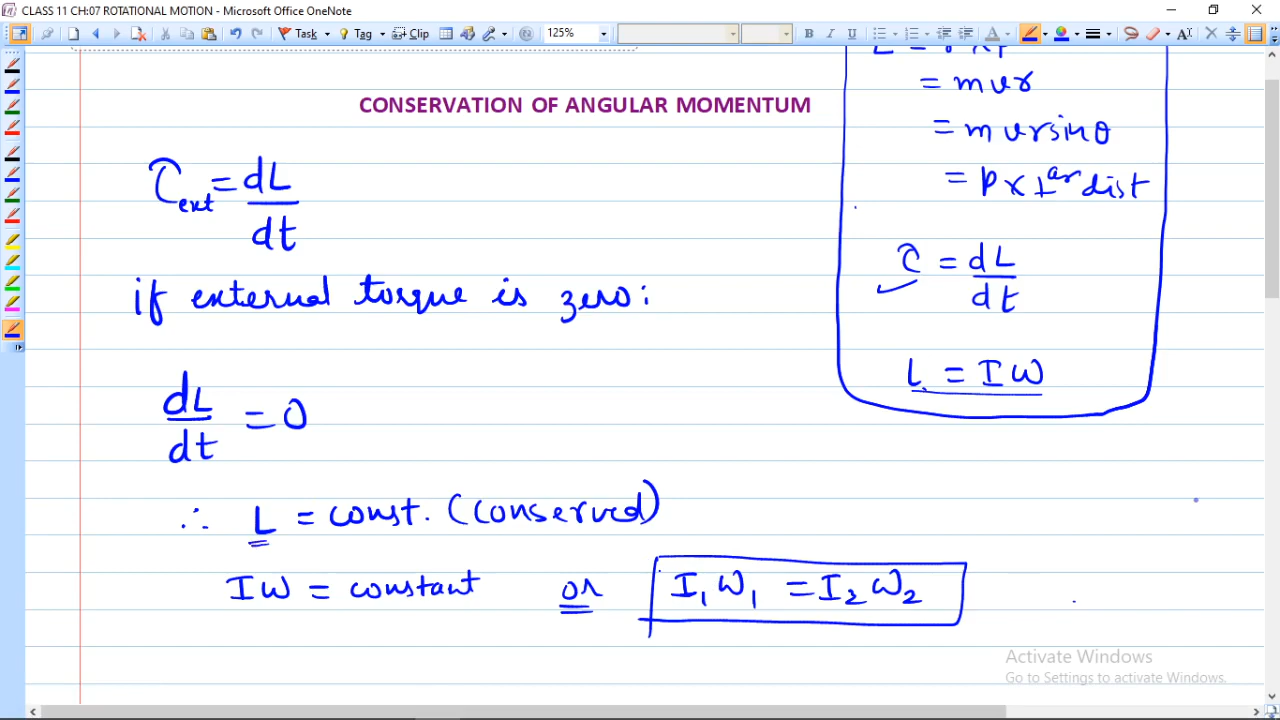 CLASS 11 CH:07 ROTATIONAL MOTION - Microsoft Office OneNote
Task Tag Clip 125% B I U
CONSERVATION OF ANGULAR MOMENTUM
τext = dL/dt
if external torque is zero:
dL/dt = 0
∴ L = const. (conserved)
Iω = constant or I₁ω₁ = I₂ω₂
= mvr
= mvr sinθ
= p x ⊥ar dist
τ = dL/dt
L = Iω
Activate Windows
Go to Settings to activate Windows.